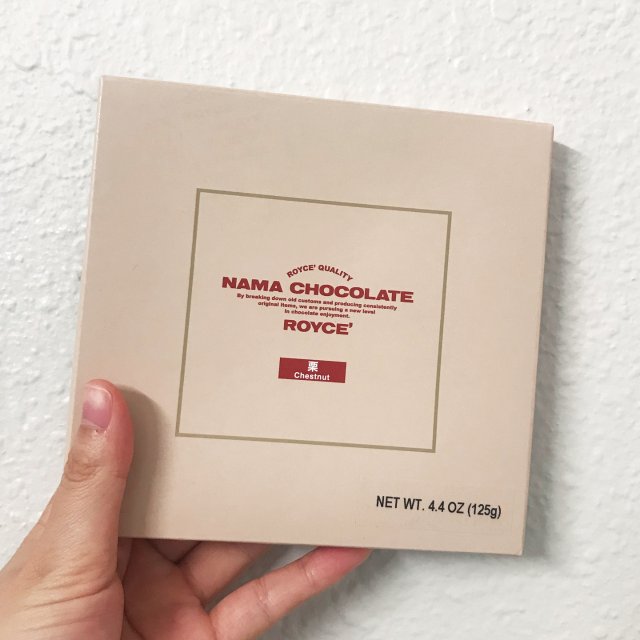 ROYCE' QUALITY
NAMA CHOCOLATE
By breaking down old customs and producing consistently
original items, we are pursuing a new level
in chocolate enjoyment.
ROYCE'
栗
Chestnut
NET WT. 4.4 OZ (125g)